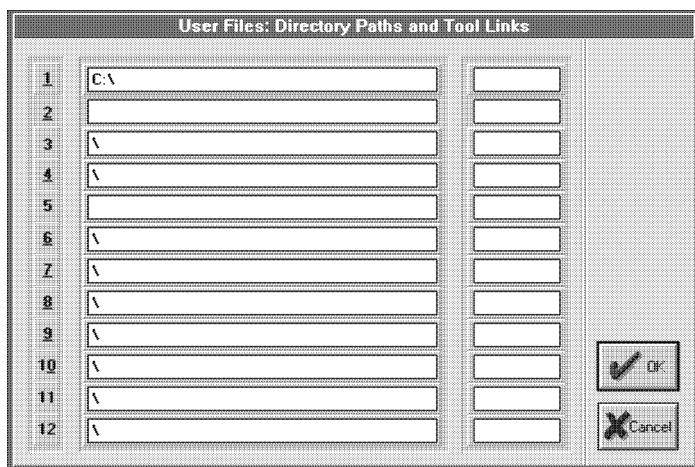 User Files: Directory Paths and Tool Links
1 C:\
2
3 \
4 \
5
6 \
7 \
8 \
9 \
10 \
11 \
12 \
OK
Cancel